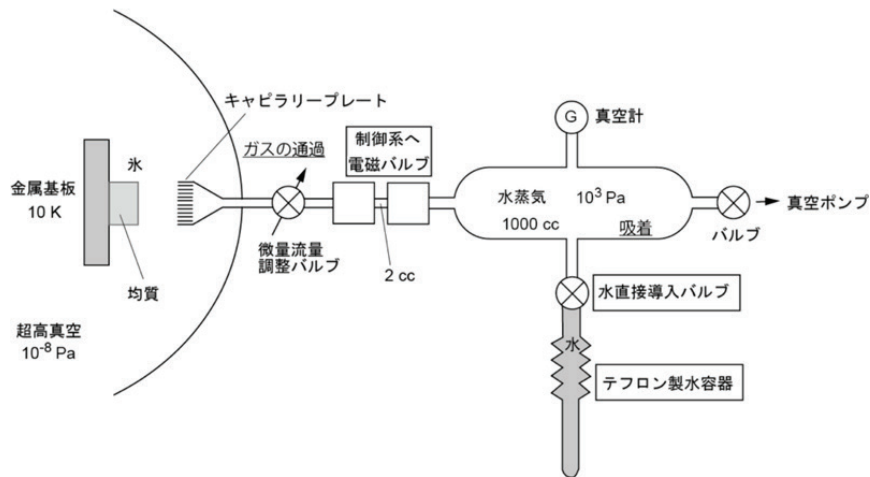 キャピラリープレート
ガスの通過
制御系へ
電磁バルブ
G
真空計
氷
金属基板
10 K
水蒸気
10³ Pa
1000 cc
吸着
真空ポンプ
バルブ
微量流量
調整バルブ
2 cc
均質
水直接導入バルブ
超高真空
10⁻⁸ Pa
水
テフロン製水容器